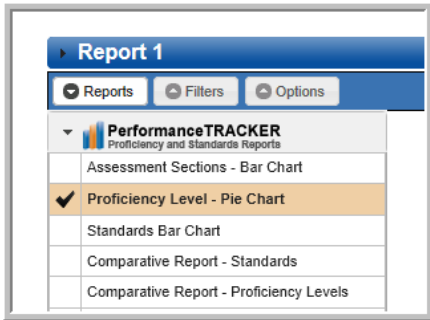 Report 1
Reports Filters Options
PerformanceTRACKER
Proficiency and Standards Reports
Assessment Sections - Bar Chart
Proficiency Level - Pie Chart
Standards Bar Chart
Comparative Report - Standards
Comparative Report - Proficiency Levels